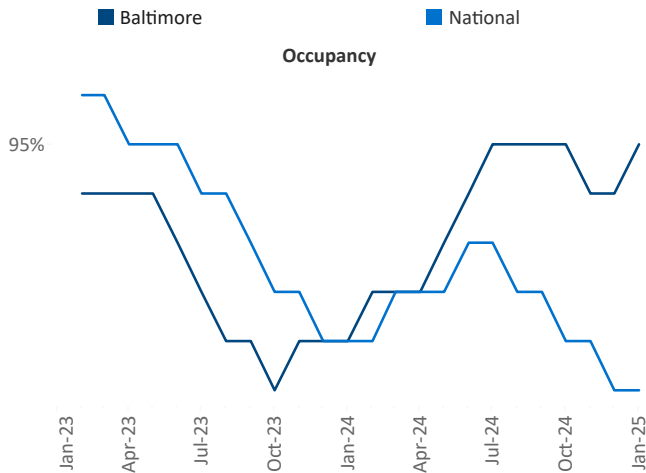 Baltimore National
Occupancy
95%
Jan-23 Apr-23 Jul-23 Oct-23 Jan-24 Apr-24 Jul-24 Oct-24 Jan-25